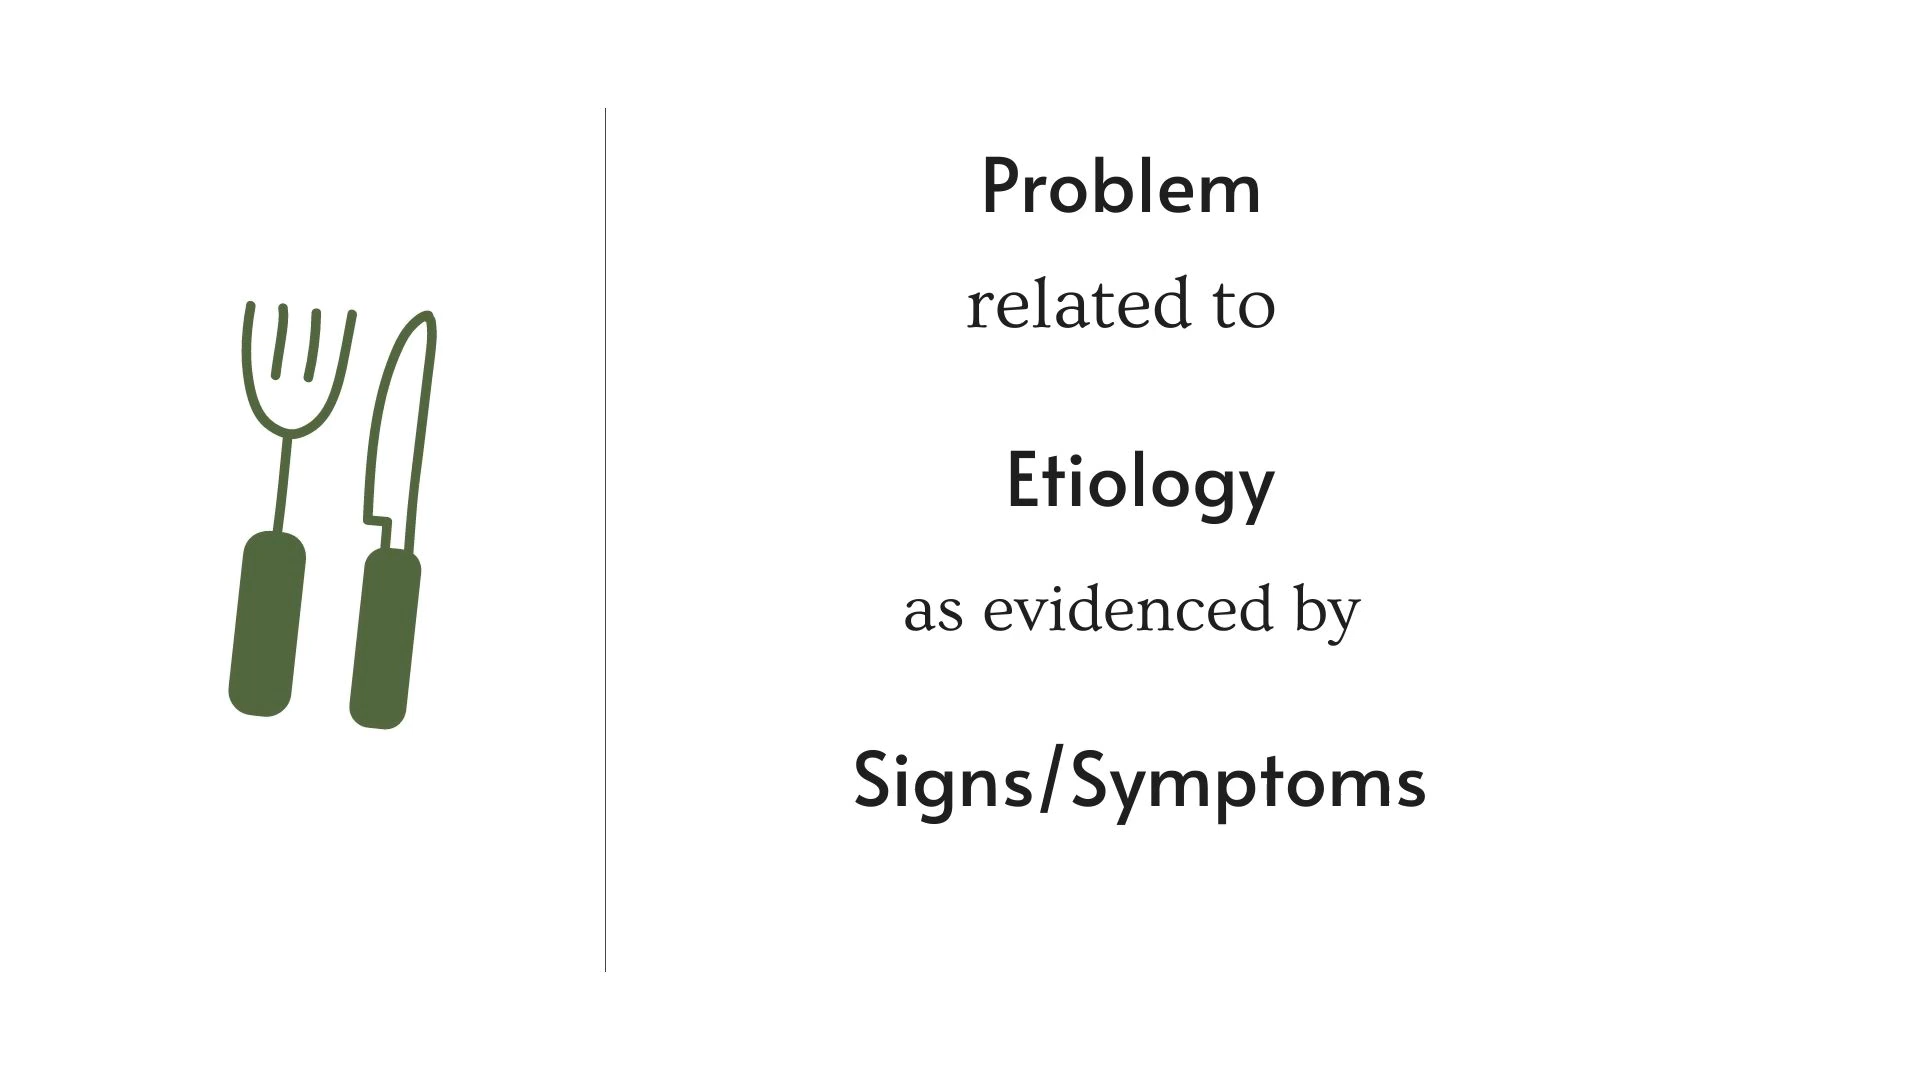 Problem
related to
Etiology
as evidenced by
Signs/Symptoms